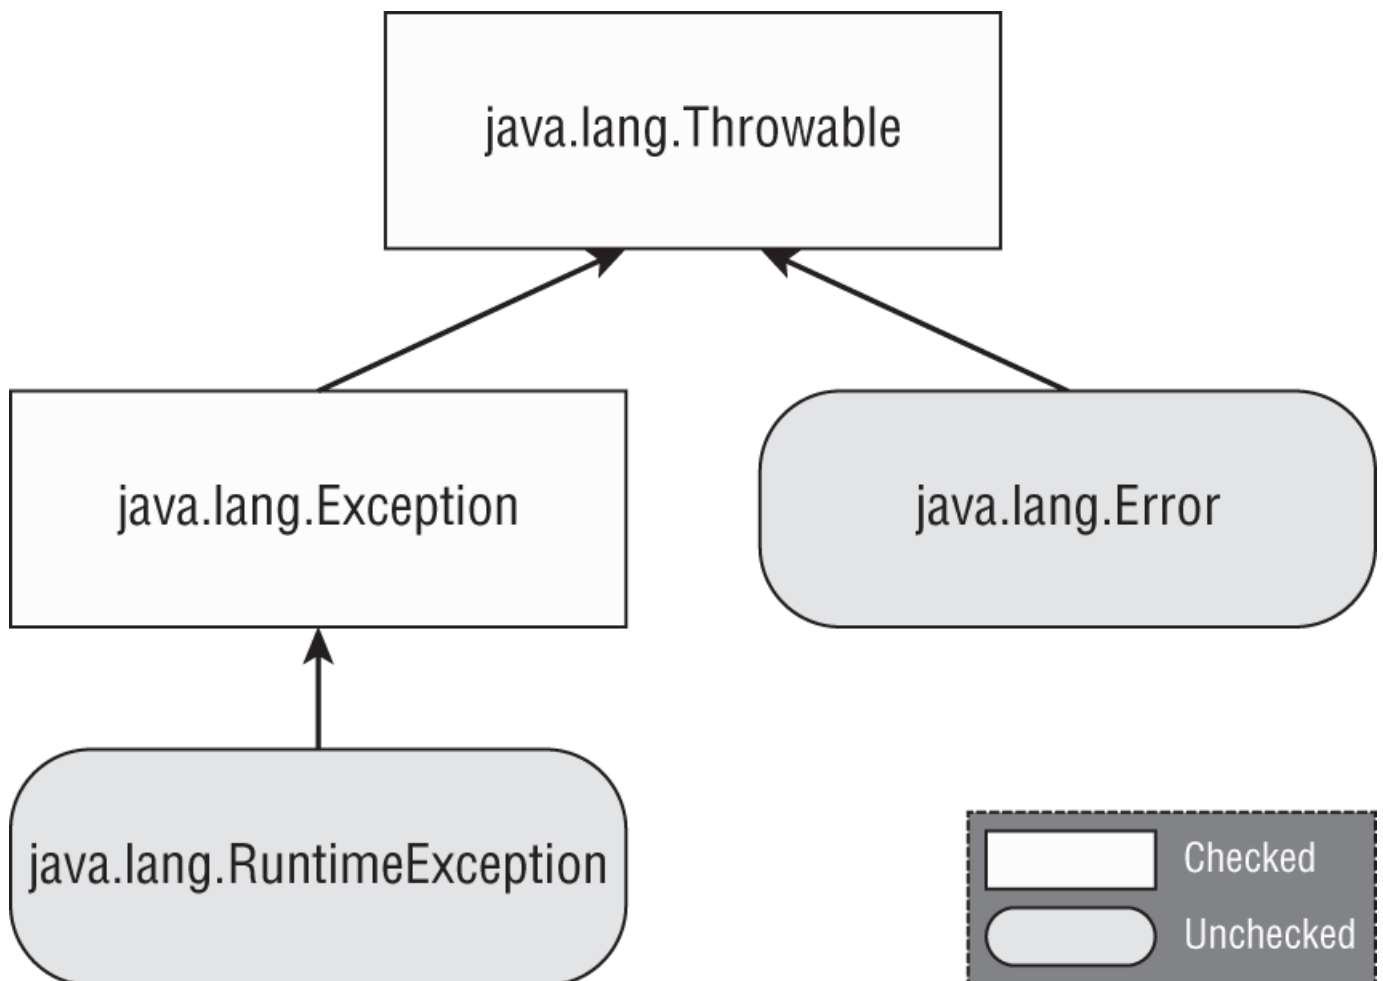 java.lang.Throwable
java.lang.Exception
java.lang.Error
java.lang.RuntimeException
Checked
Unchecked